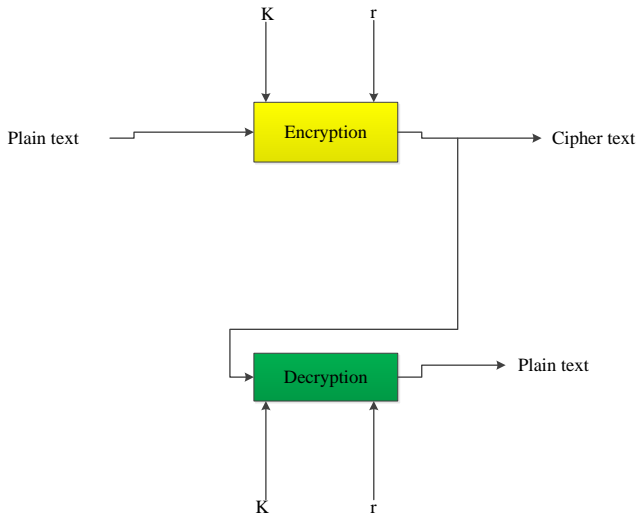 K
r
Plain text
Encryption
Cipher text
Decryption
Plain text
K
r